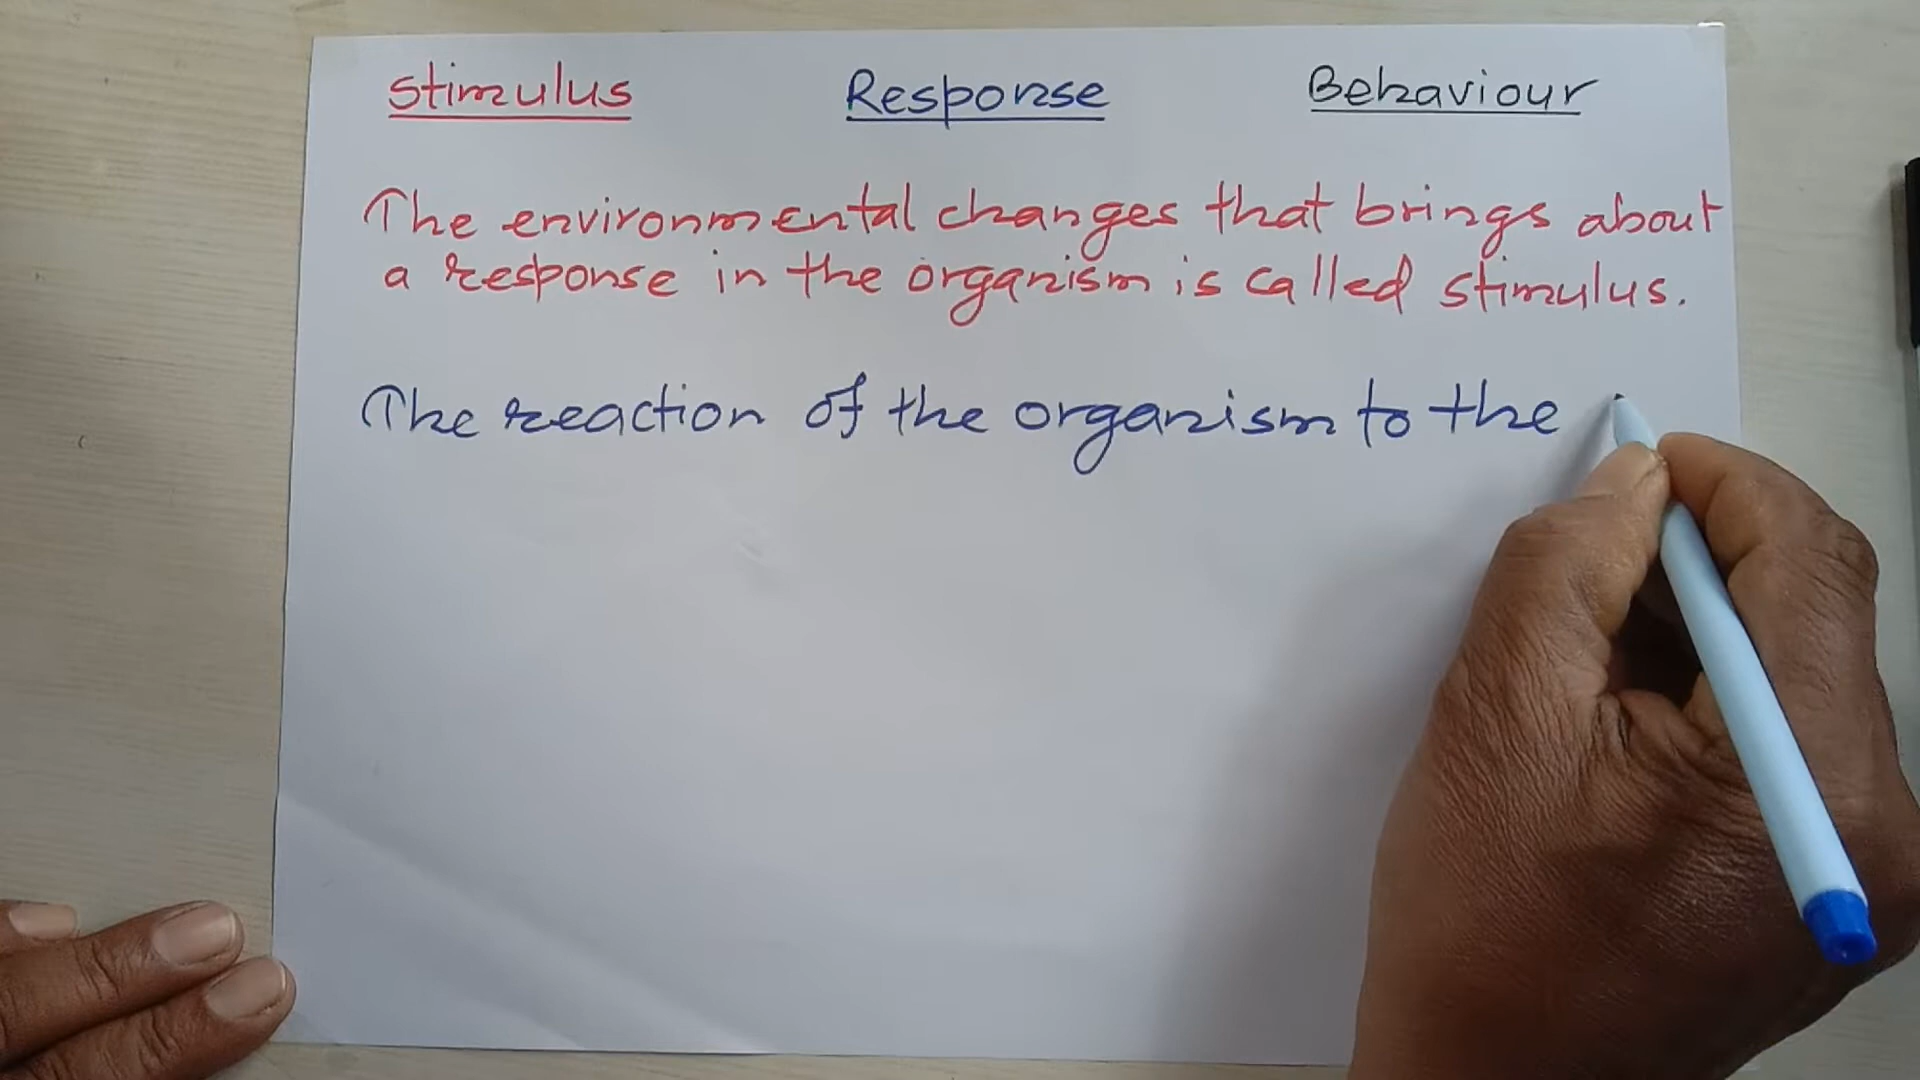 Stimulus Response Behaviour
The environmental changes that brings about
a response in the organism is called stimulus.
The reaction of the organism to the